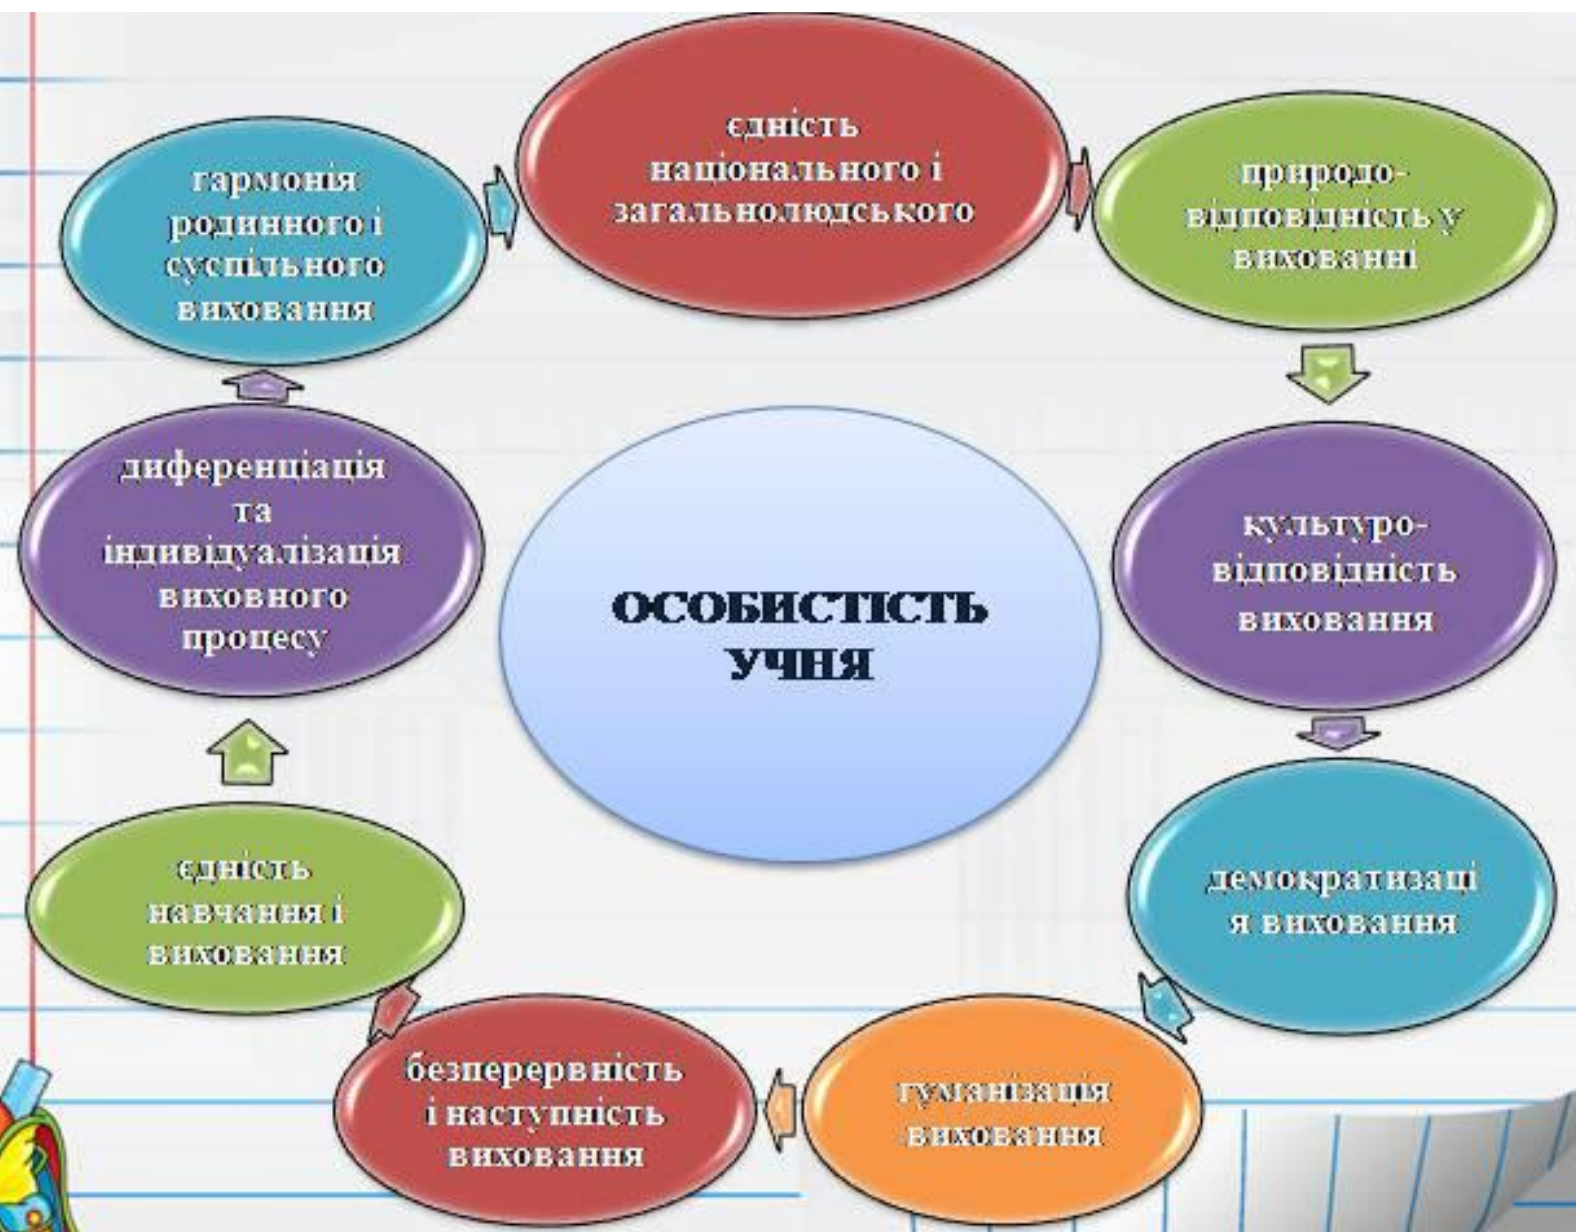 єдність
національного і
загальнолюдського
природо-
відповідність у
вихованні
культуро-
відповідність
виховання
демократизаці
я виховання
гуманізація
виховання
безперервність
і наступність
виховання
єдність
навчання і
виховання
диференціація
та
індивідуалізація
виховного
процесу
гармонія
родинного і
суспільного
виховання
ОСОБИСТІСТЬ
УЧНЯ